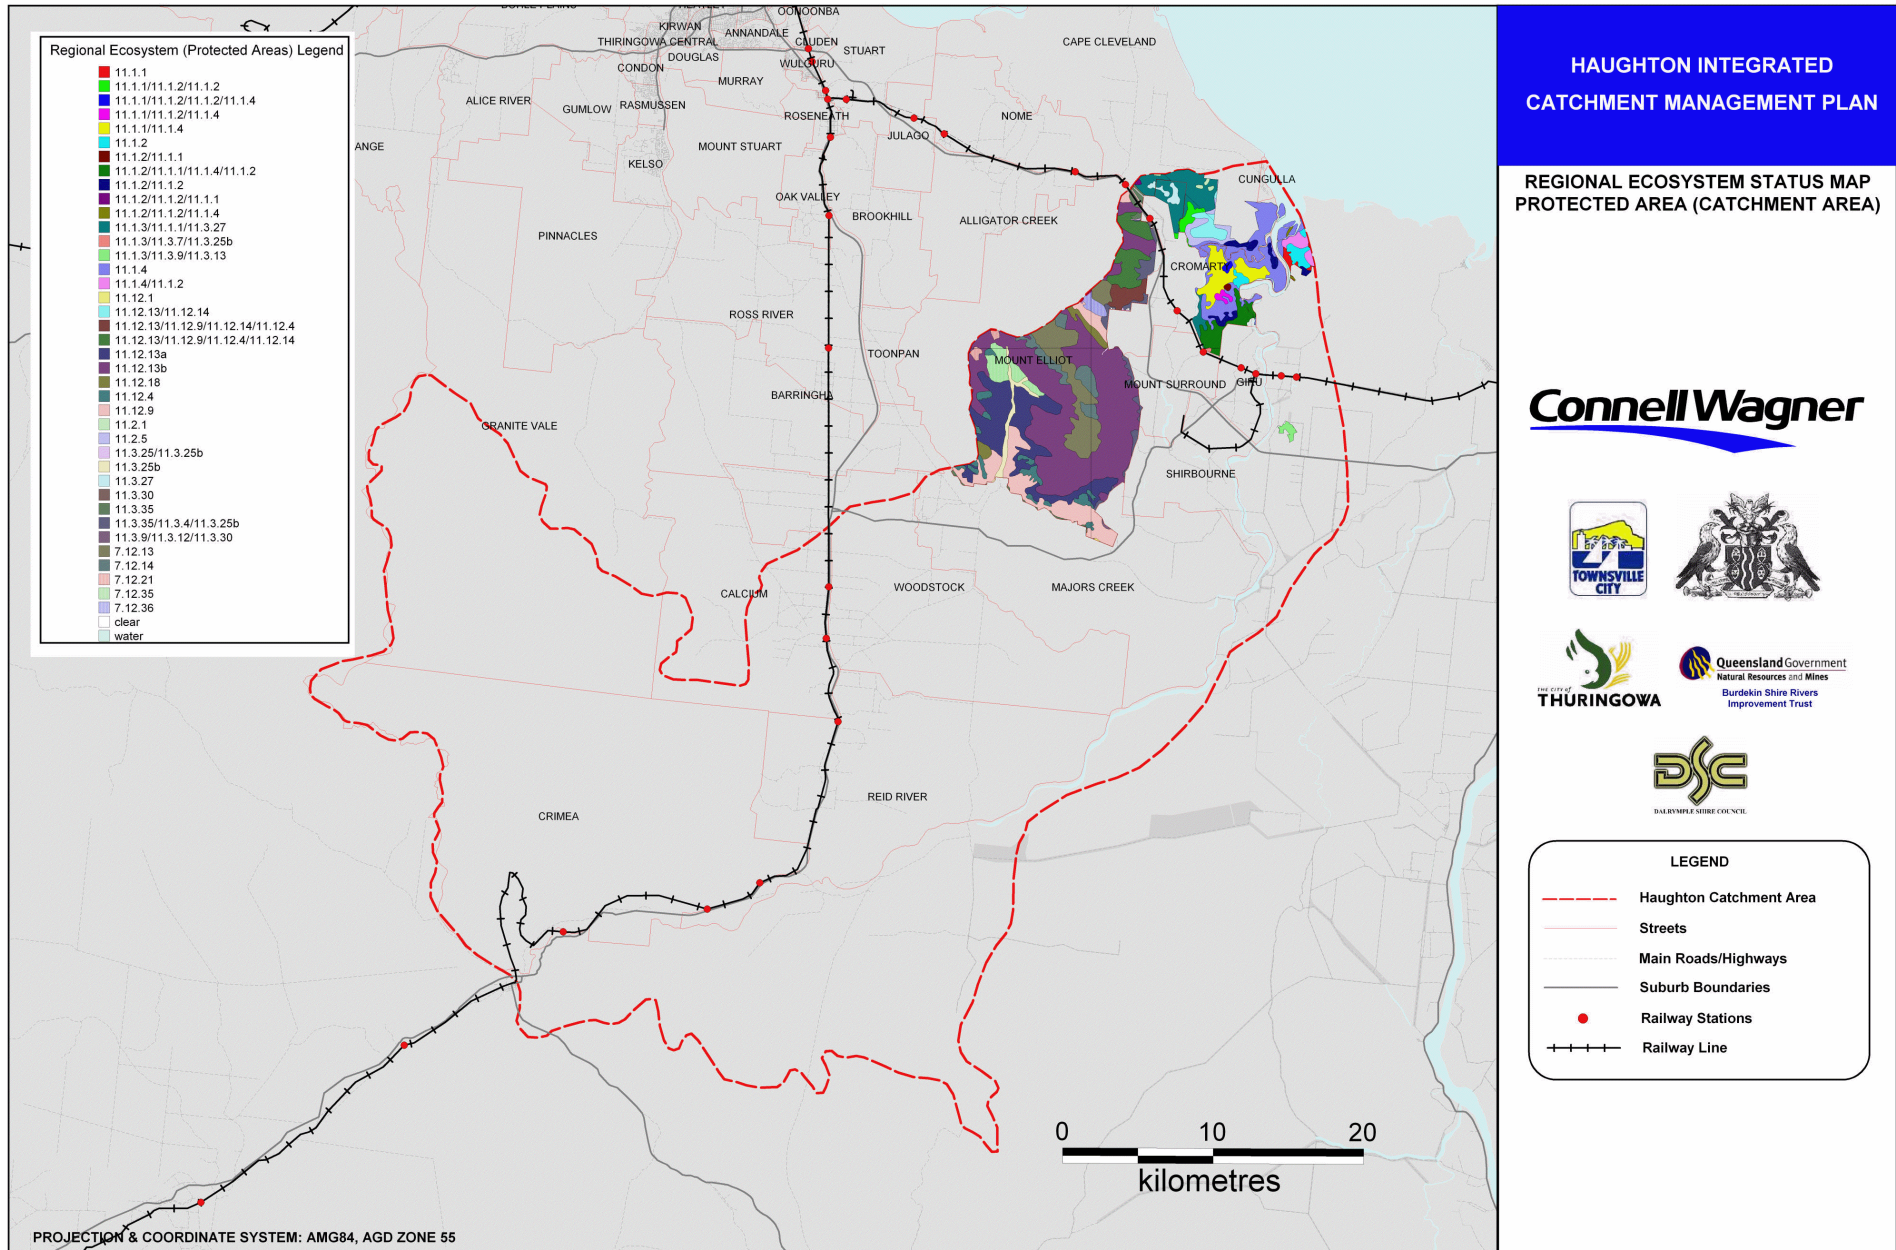 Regional Ecosystem (Protected Areas) Legend
11.1.1
11.1.1/11.1.2/11.1.2
11.1.1/11.1.2/11.1.2/11.1.4
11.1.1/11.1.2/11.1.4
11.1.1/11.1.4
11.1.2
11.1.2/11.1.1
11.1.2/11.1.1/11.1.4/11.1.2
11.1.2/11.1.2
11.1.2/11.1.2/11.1.1
11.1.2/11.1.2/11.1.4
11.1.3/11.1.1/11.3.27
11.1.3/11.3.7/11.3.25b
11.1.3/11.3.9/11.3.13
11.1.4
11.1.4/11.1.2
11.12.1
11.12.13/11.12.14
11.12.13/11.12.9/11.12.14/11.12.4
11.12.13/11.12.9/11.12.4/11.12.14
11.12.13a
11.12.13b
11.12.18
11.12.4
11.12.9
11.2.1
11.2.5
11.3.25/11.3.25b
11.3.25b
11.3.27
11.3.30
11.3.35
11.3.35/11.3.4/11.3.25b
11.3.9/11.3.12/11.3.30
7.12.13
7.12.14
7.12.21
7.12.35
7.12.36
clear
water
OONOONBA
KIRWAN
ANNANDALE
THIRINGOWA CENTRAL
CLUDEN
STUART
CAPE CLEVELAND
DOUGLAS
CONDON
WULGURU
MURRAY
ALICE RIVER
GUMLOW
RASMUSSEN
ROSENEATH
NOME
JULAGO
ANGE
MOUNT STUART
KELSO
CUNGULLA
OAK VALLEY
BROOKHILL
ALLIGATOR CREEK
PINNACLES
CROMARTY
ROSS RIVER
TOONPAN
MOUNT ELLIOT
MOUNT SURROUND
GIRU
BARRINGHA
GRANITE VALE
SHIRBOURNE
CALCIUM
WOODSTOCK
MAJORS CREEK
REID RIVER
CRIMEA
0 10 20
kilometres
PROJECTION & COORDINATE SYSTEM: AMG84, AGD ZONE 55
HAUGHTON INTEGRATED
CATCHMENT MANAGEMENT PLAN
REGIONAL ECOSYSTEM STATUS MAP
PROTECTED AREA (CATCHMENT AREA)
Connell Wagner
TOWNSVILLE
CITY
THE CITY of
THURINGOWA
Queensland Government
Natural Resources and Mines
Burdekin Shire Rivers
Improvement Trust
DSC
DALRYMPLE SHIRE COUNCIL
LEGEND
Haughton Catchment Area
Streets
Main Roads/Highways
Suburb Boundaries
Railway Stations
Railway Line